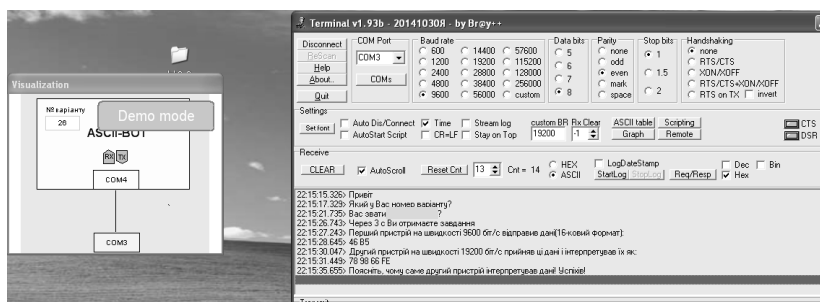 Terminal v1.93b - 20141030Я - by Br@y++
Visualization
№ варіанту
26
Demo mode
ASCII-BOT
RX TX
COM4
COM3
Disconnect
ReScan
Help
About..
Quit
COM Port
COM3
COMs
Baud rate
600 14400 57600
1200 19200 115200
2400 28800 128000
4800 38400 256000
9600 56000 custom
Data bits
5
6
7
8
Parity
none
odd
even
mark
space
Stop bits
1
1.5
2
Handshaking
none
RTS/CTS
XON/XOFF
RTS/CTS+XON/XOFF
RTS on TX invert
Settings
Set font
Auto Dis/Connect Time Stream log custom BR Rx Clear ASCII table Scripting
AutoStart Script CR=LF Stay on Top 19200 -1 Graph Remote
CTS
DSR
Receive
CLEAR AutoScroll Reset Cnt 13 Cnt = 14
HEX
ASCII
LogDateStamp
StartLog StopLog Req/Resp
Dec Bin
Hex
22:15:15.326> Привіт
22:15:17.329> Який у Вас номер варіанту?
22:15:21.735> Вас звати ?
22:15:26.743> Через 3 с Ви отримаєте завдання
22:15:27.243> Перший пристрій на швидкості 9600 біт/с відправив дані(16-ковий формат):
22:15:28.645> 46 B5
22:15:30.047> Другий пристрій на швидкості 19200 біт/с прийняв ці дані і інтерпретував їх як:
22:15:31.449> 78 98 66 FE
22:15:35.655> Поясніть, чому саме другий пристрій інтерпретував дані! Успіхів!